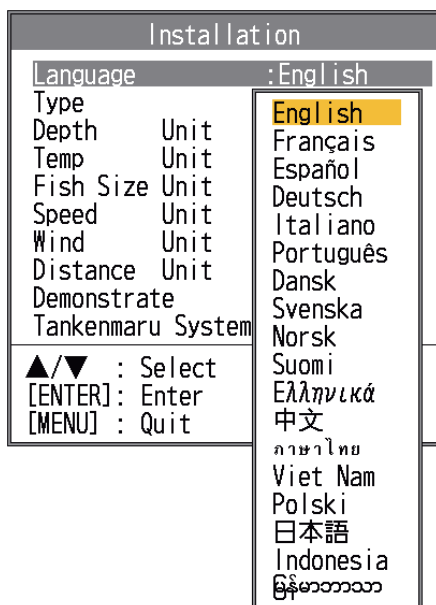 Installation
Language :English
Type
Depth Unit
Temp Unit
Fish Size Unit
Speed Unit
Wind Unit
Distance Unit
Demonstrate
Tankenmaru System
▲/▼ : Select
[ENTER]: Enter
[MENU] : Quit
English
Français
Español
Deutsch
Italiano
Português
Dansk
Svenska
Norsk
Suomi
Ελληνικά
中文
ภาษาไทย
Viet Nam
Polski
日本語
Indonesia
မြန်မာဘာသာ